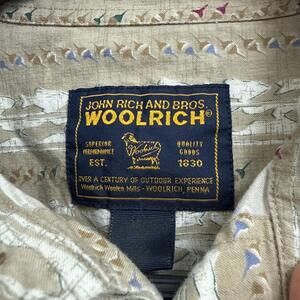 JOHN RICH AND BROS.
WOOLRICH®
SUPERIOR PERFORMANCE
Woolrich
QUALITY GOODS
EST. 1830
OVER A CENTURY OF OUTDOOR EXPERIENCE
Woolrich Woolen Mills - WOOLRICH, PENNA